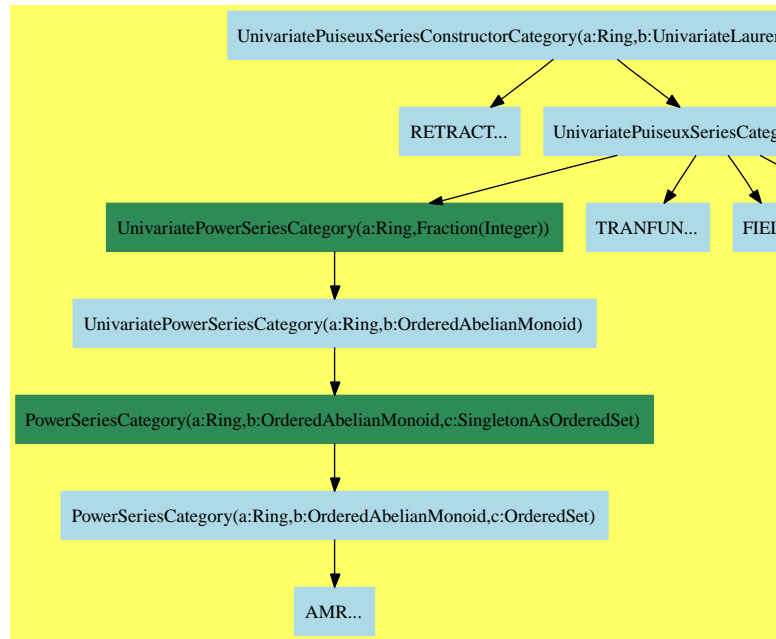 UnivariatePuiseuxSeriesConstructorCategory(a:Ring,b:UnivariateLauren
RETRACT...
UnivariatePuiseuxSeriesCateg
UnivariatePowerSeriesCategory(a:Ring,Fraction(Integer))
TRANFUN...
FIEL
UnivariatePowerSeriesCategory(a:Ring,b:OrderedAbelianMonoid)
PowerSeriesCategory(a:Ring,b:OrderedAbelianMonoid,c:SingletonAsOrderedSet)
PowerSeriesCategory(a:Ring,b:OrderedAbelianMonoid,c:OrderedSet)
AMR...